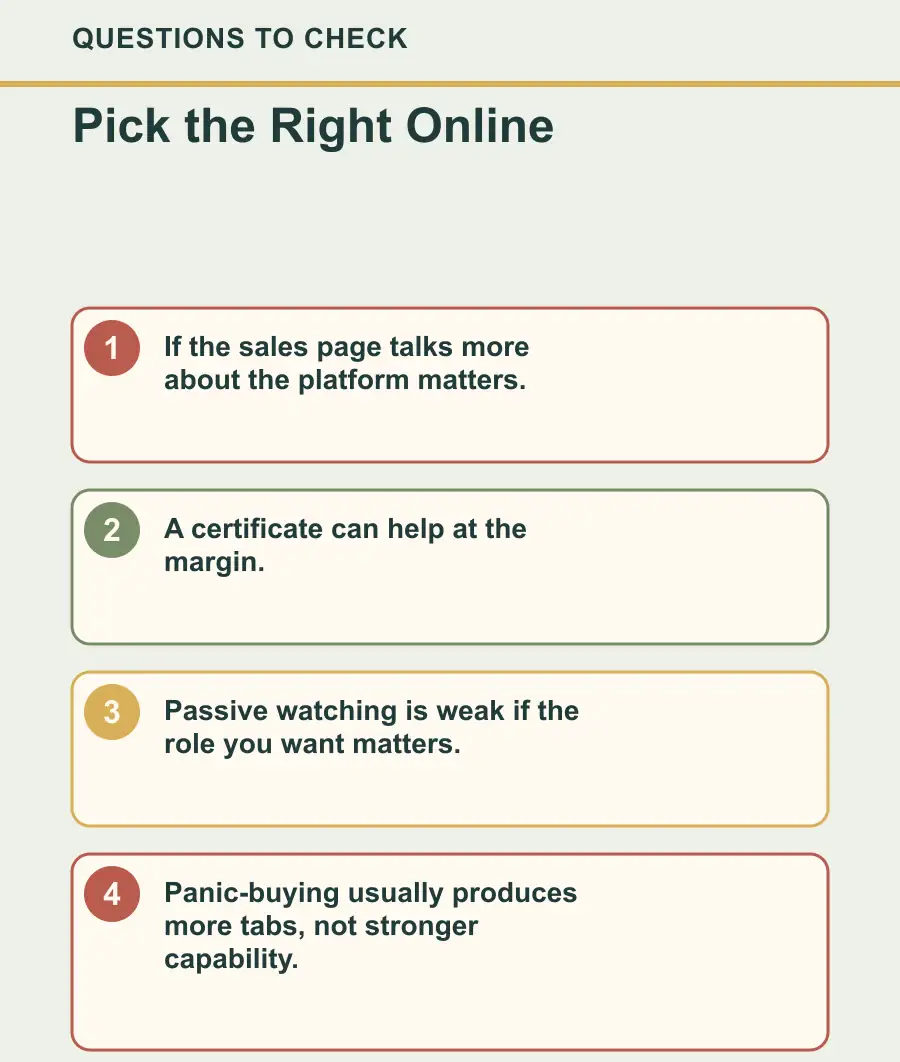 QUESTIONS TO CHECK
Pick the Right Online
1
If the sales page talks more
about the platform matters.
2
A certificate can help at the
margin.
3
Passive watching is weak if the
role you want matters.
4
Panic-buying usually produces
more tabs, not stronger
capability.